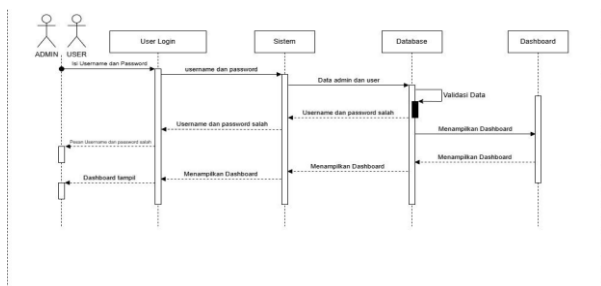 User Login
Sistem
Database
Dashboard
ADMIN
USER
Isi Username dan Password
username dan password
Data admin dan user
Validasi Data
Username dan password salah
Username dan password salah
Pesan Username dan password salah
Menampilkan Dashboard
Menampilkan Dashboard
Menampilkan Dashboard
Menampilkan Dashboard
Dashboard tampil